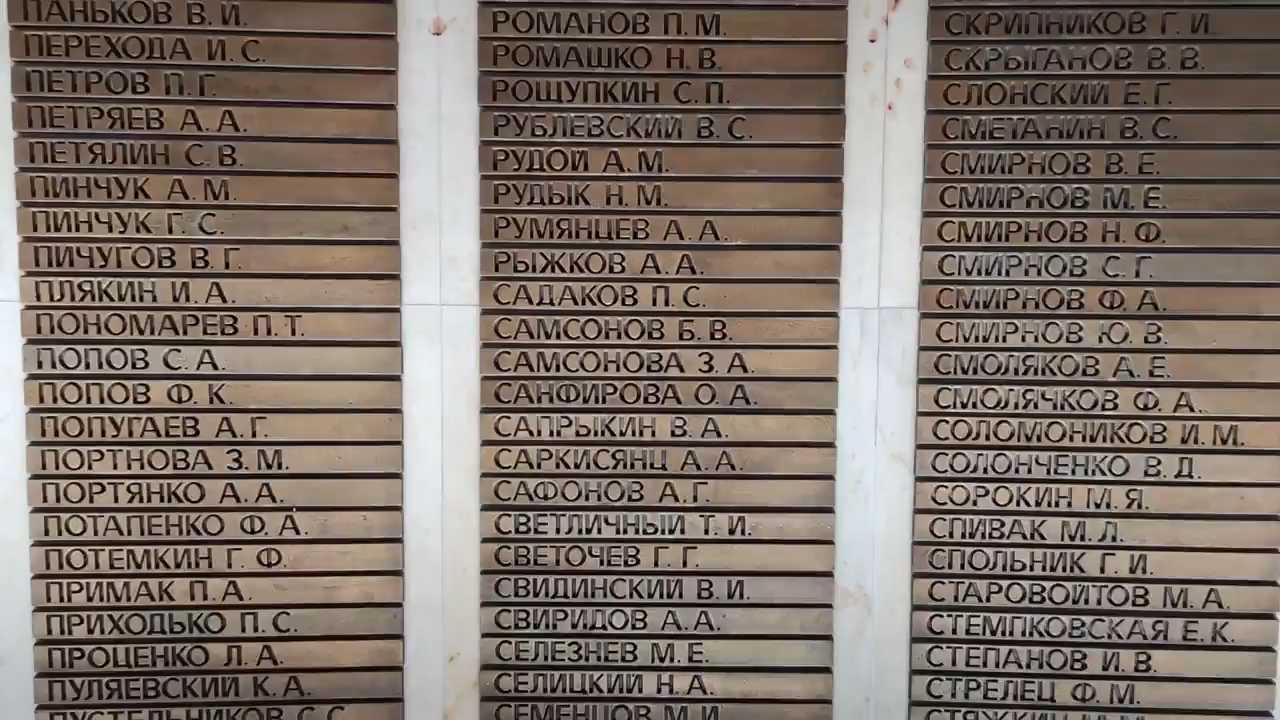 ПАНЬКОВ В. И.
ПЕРЕХОДА И. С.
ПЕТРОВ П. Г.
ПЕТРЯЕВ А. А.
ПЕТЯЛИН С. В.
ПИНЧУК А. М.
ПИНЧУК Г. С.
ПИЧУГОВ В. Г.
ПЛЯКИН И. А.
ПОНОМАРЕВ П. Т.
ПОПОВ С. А.
ПОПОВ Ф. К.
ПОПУГАЕВ А. Г.
ПОРТНОВА З. М.
ПОРТЯНКО А. А.
ПОТАПЕНКО Ф. А.
ПОТЕМКИН Г. Ф.
ПРИМАК П. А.
ПРИХОДЬКО П. С.
ПРОЦЕНКО Л. А.
ПУЛЯЕВСКИЙ К. А.
ПУСТЕЛЬНИКОВ С. С.
РОМАНОВ П. М.
РОМАШКО Н. В.
РОЩУПКИН С. П.
РУБЛЕВСКИЙ В. С.
РУДОЙ А. М.
РУДЫК Н. М.
РУМЯНЦЕВ А. А.
РЫЖКОВ А. А.
САДАКОВ П. С.
САМСОНОВ Б. В.
САМСОНОВА З. А.
САНФИРОВА О. А.
САПРЫКИН В. А.
САРКИСЯНЦ А. А.
САФОНОВ А. Г.
СВЕТЛИЧНЫЙ Т. И.
СВЕТОЧЕВ Г. Г.
СВИДИНСКИЙ В. И.
СВИРИДОВ А. А.
СЕЛЕЗНЕВ М. Е.
СЕЛИЦКИЙ Н. А.
СЕМЕНЦОВ М. И.
СКРИПНИКОВ Г. И.
СКРЫГАНОВ В. В.
СЛОНСКИЙ Е. Г.
СМЕТАНИН В. С.
СМИРНОВ В. Е.
СМИРНОВ М. Е.
СМИРНОВ Н. Ф.
СМИРНОВ С. Г.
СМИРНОВ Ф. А.
СМИРНОВ Ю. В.
СМОЛЯКОВ А. Е.
СМОЛЯЧКОВ Ф. А.
СОЛОМОНИКОВ И. М.
СОЛОНЧЕНКО В. Д.
СОРОКИН М. Я.
СПИВАК М. Л.
СПОЛЬНИК Г. И.
СТАРОВОЙТОВ М. А.
СТЕМПКОВСКАЯ Е. К.
СТЕПАНОВ И. В.
СТРЕЛЕЦ Ф. М.
СТЯЖКИН